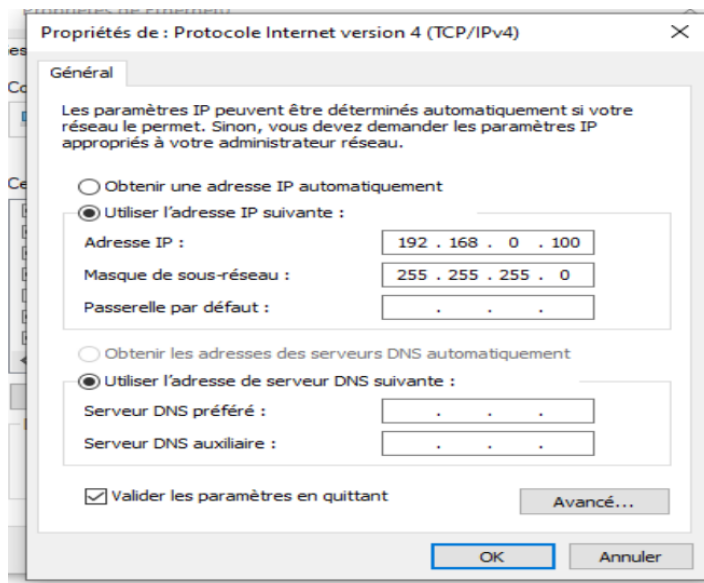 Propriétés de Ethernet0
Propriétés de : Protocole Internet version 4 (TCP/IPv4)
Général
Les paramètres IP peuvent être déterminés automatiquement si votre
réseau le permet. Sinon, vous devez demander les paramètres IP
appropriés à votre administrateur réseau.
Obtenir une adresse IP automatiquement
Utiliser l'adresse IP suivante :
Adresse IP : 192 . 168 . 0 . 100
Masque de sous-réseau : 255 . 255 . 255 . 0
Passerelle par défaut : . . .
Obtenir les adresses des serveurs DNS automatiquement
Utiliser l'adresse de serveur DNS suivante :
Serveur DNS préféré : . . .
Serveur DNS auxiliaire : . . .
Valider les paramètres en quittant
Avancé...
OK Annuler